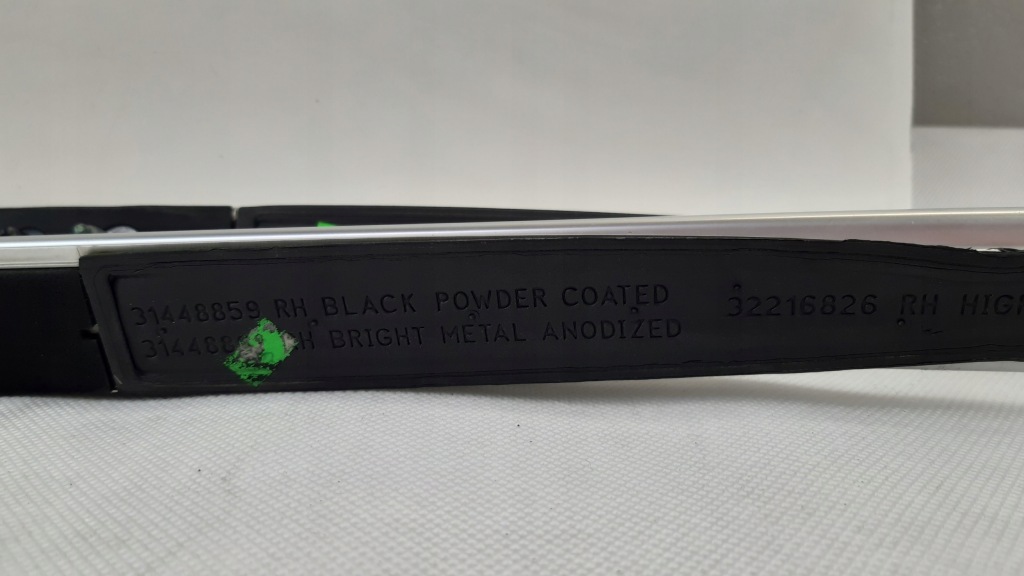 31448859 RH BLACK POWDER COATED
BRIGHT METAL ANODIZED
32216826 RH